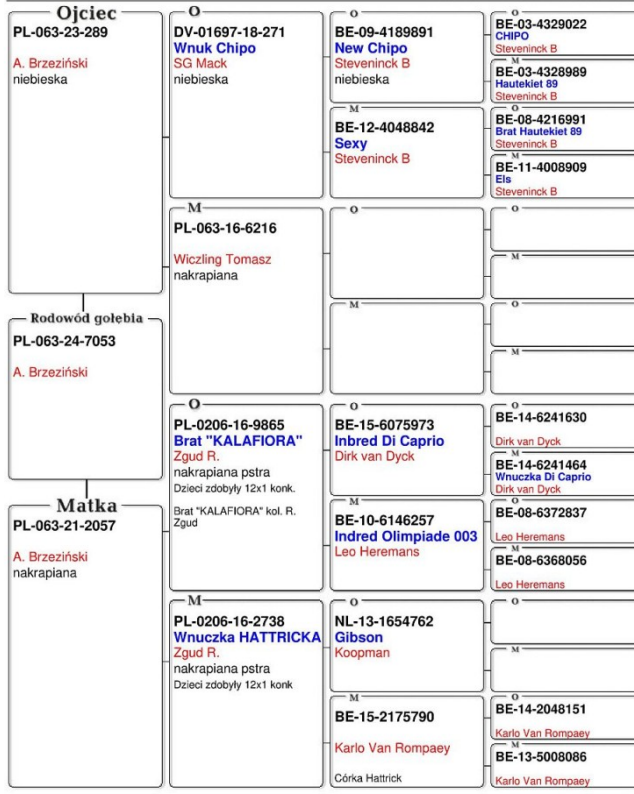 Ojciec
PL-063-23-289
A. Brzeziński
niebieska
Rodowód gołębia
PL-063-24-7053
A. Brzeziński
Matka
PL-063-21-2057
A. Brzeziński
nakrapiana
O
DV-01697-18-271
Wnuk Chipo
SG Mack
niebieska
M
PL-063-16-6216
Wiczling Tomasz
nakrapiana
O
PL-0206-16-9865
Brat "KALAFIORA"
Zgud R.
nakrapiana pstra
Dzieci zdobyły 12x1 konk.
Brat "KALAFIORA" kol. R.
Zgud
M
PL-0206-16-2738
Wnuczka HATTRICKA
Zgud R.
nakrapiana pstra
Dzieci zdobyły 12x1 konk
O
BE-09-4189891
New Chipo
Steveninck B
niebieska
M
BE-12-4048842
Sexy
Steveninck B
O
M
O
BE-15-6075973
Inbred Di Caprio
Dirk van Dyck
M
BE-10-6146257
Indred Olimpiade 003
Leo Heremans
O
NL-13-1654762
Gibson
Koopman
M
BE-15-2175790
Karlo Van Rompaey
Córka Hattrick
O
BE-03-4329022
CHIPO
Steveninck B
M
BE-03-4328989
Hautekiet 89
Steveninck B
O
BE-08-4216991
Brat Hautekiet 89
Steveninck B
M
BE-11-4008909
Els
Steveninck B
O
M
O
M
O
BE-14-6241630
Dirk van Dyck
M
BE-14-6241464
Wnuczka Di Caprio
Dirk van Dyck
O
BE-08-6372837
Leo Heremans
M
BE-08-6368056
Leo Heremans
O
M
O
BE-14-2048151
Karlo Van Rompaey
M
BE-13-5008086
Karlo Van Rompaey